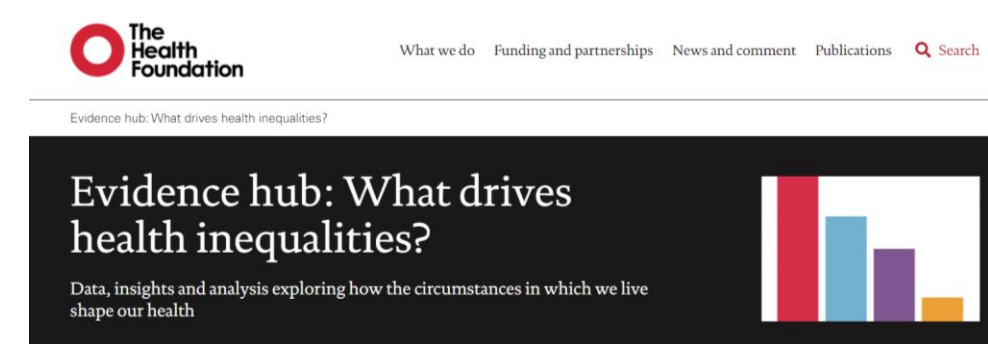 The
Health
Foundation
What we do Funding and partnerships News and comment Publications Search
Evidence hub: What drives health inequalities?
Evidence hub: What drives
health inequalities?
Data, insights and analysis exploring how the circumstances in which we live
shape our health